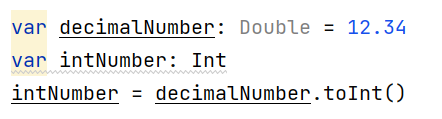 var decimalNumber: Double = 12.34
var intNumber: Int
intNumber = decimalNumber.toInt()